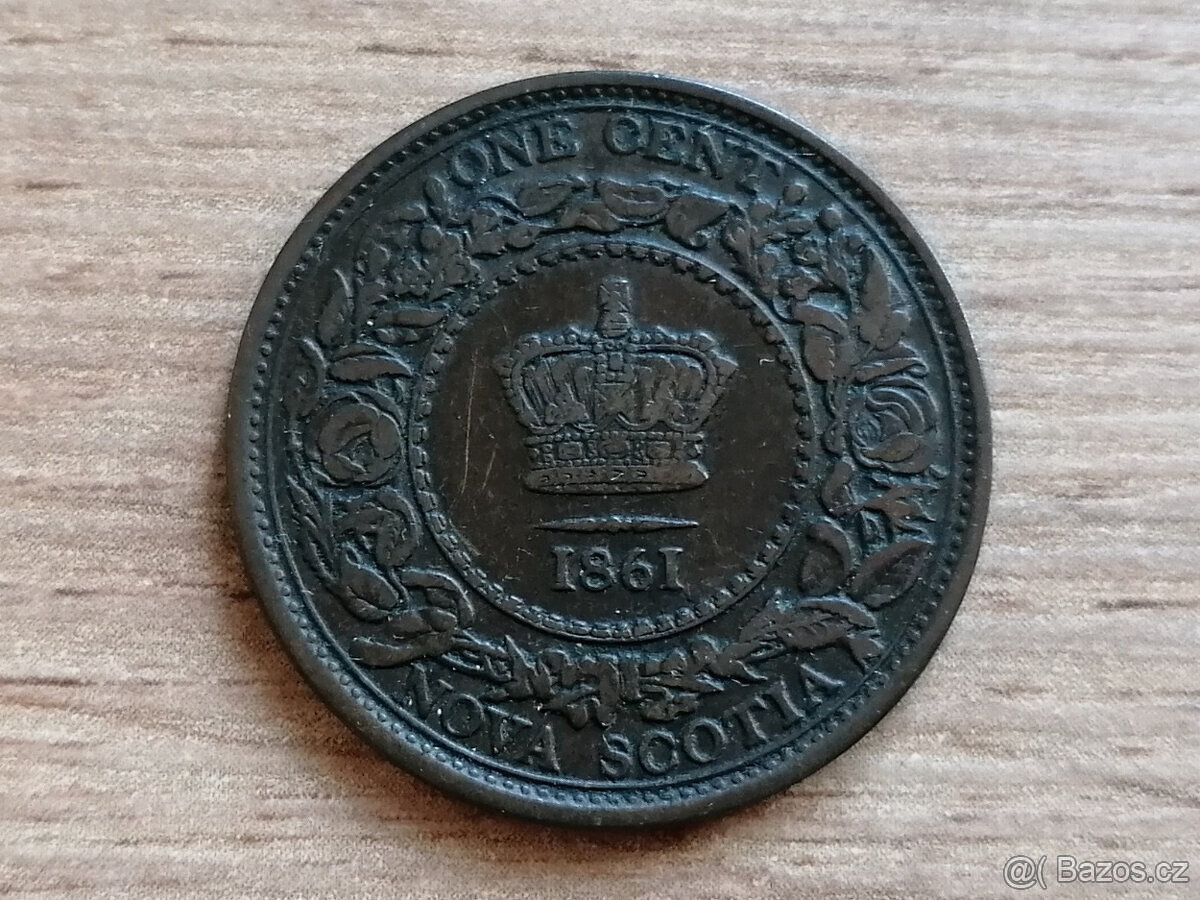 ONE CENT
1861
NOVA SCOTIA
@( Bazos.cz